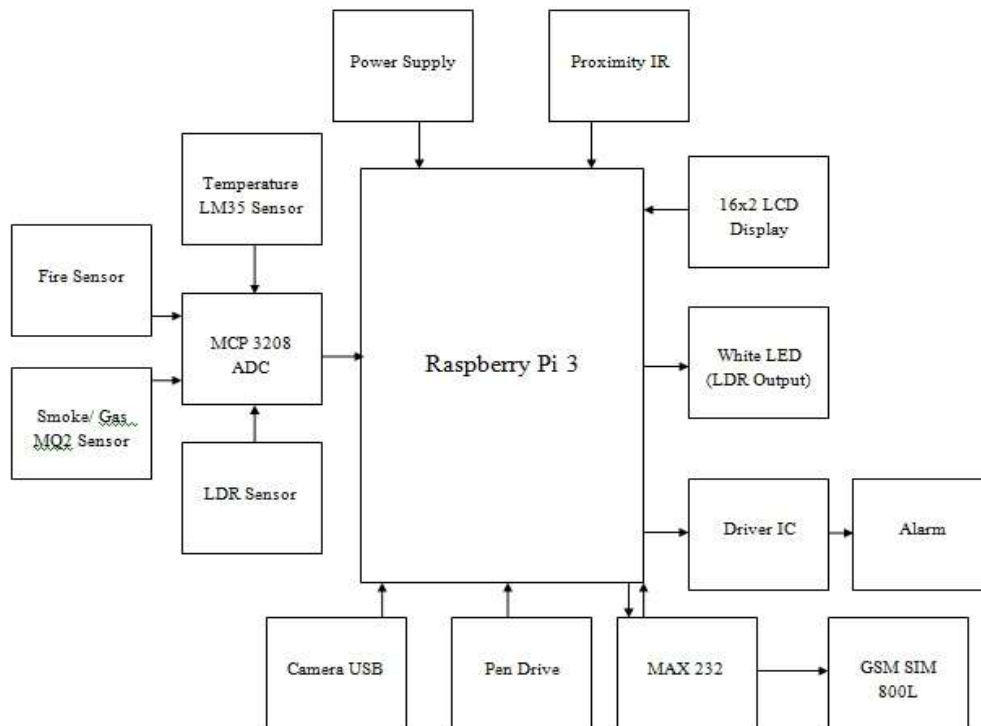 Power Supply
Proximity IR
Temperature
LM35 Sensor
16x2 LCD
Display
Fire Sensor
MCP 3208
ADC
Raspberry Pi 3
White LED
(LDR Output)
Smoke/ Gas
MQ2 Sensor
LDR Sensor
Driver IC
Alarm
Camera USB
Pen Drive
MAX 232
GSM SIM
800L